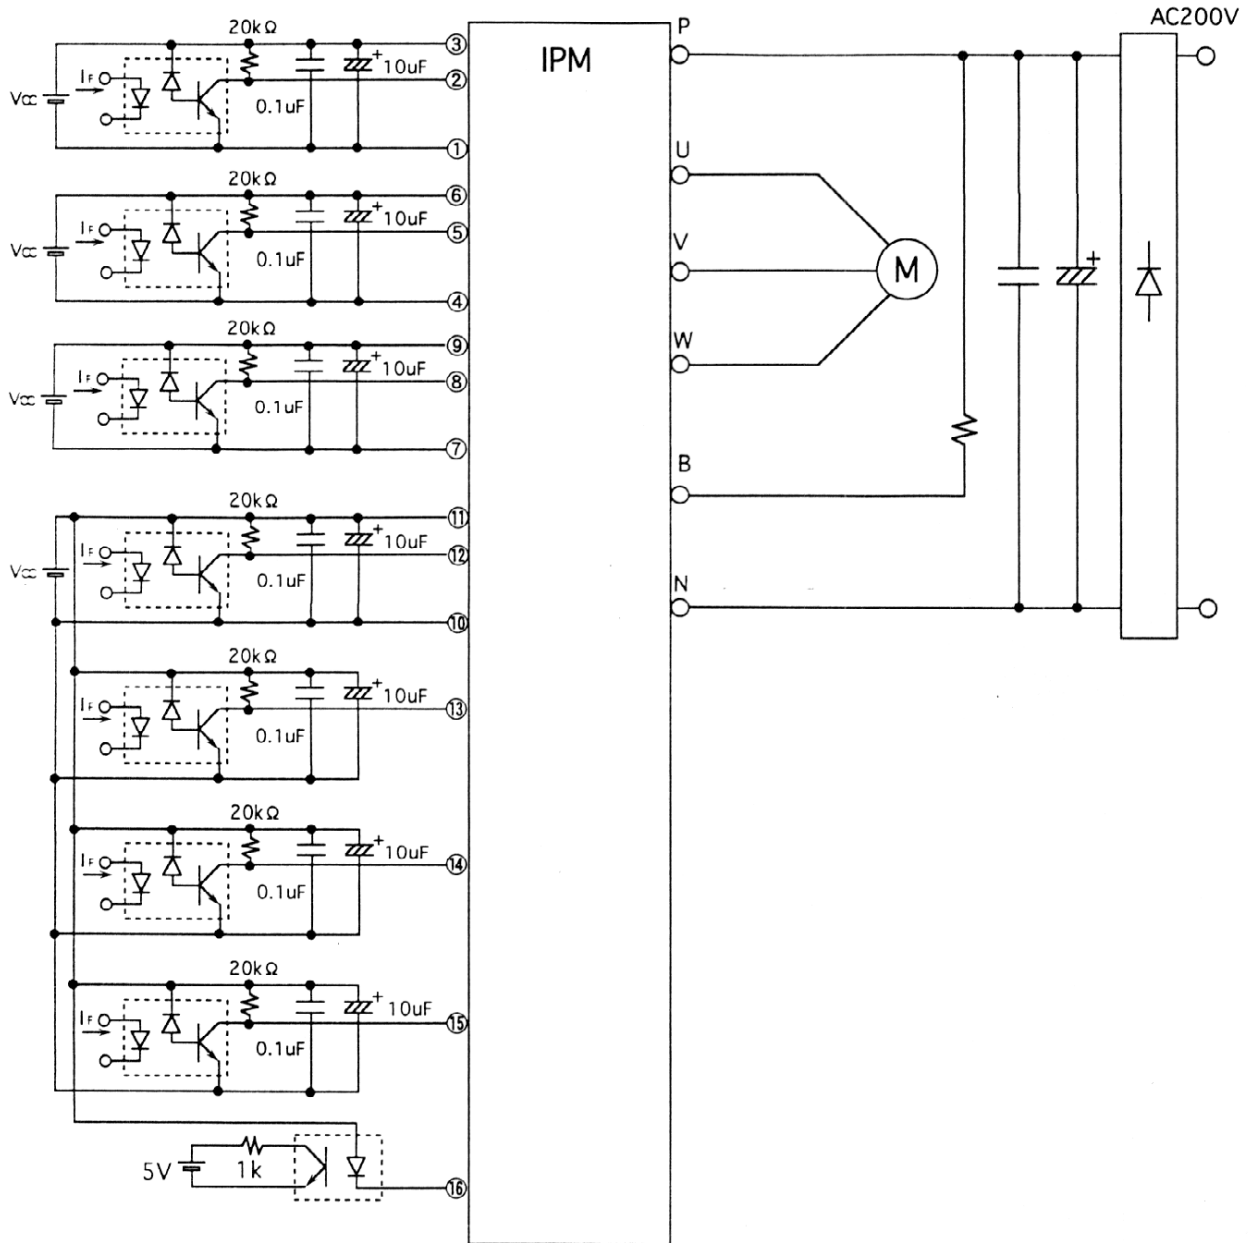 20kΩ
③
IF
10uF
②
Vcc
0.1uF
①
20kΩ
⑥
IF
10uF
⑤
Vcc
0.1uF
④
20kΩ
⑨
IF
10uF
⑧
Vcc
0.1uF
⑦
20kΩ
⑪
IF
10uF
⑫
Vcc
0.1uF
⑩
20kΩ
IF
10uF
⑬
0.1uF
20kΩ
IF
10uF
⑭
0.1uF
20kΩ
IF
10uF
⑮
0.1uF
5V
1k
⑯
IPM
P
U
V
W
B
N
M
AC200V